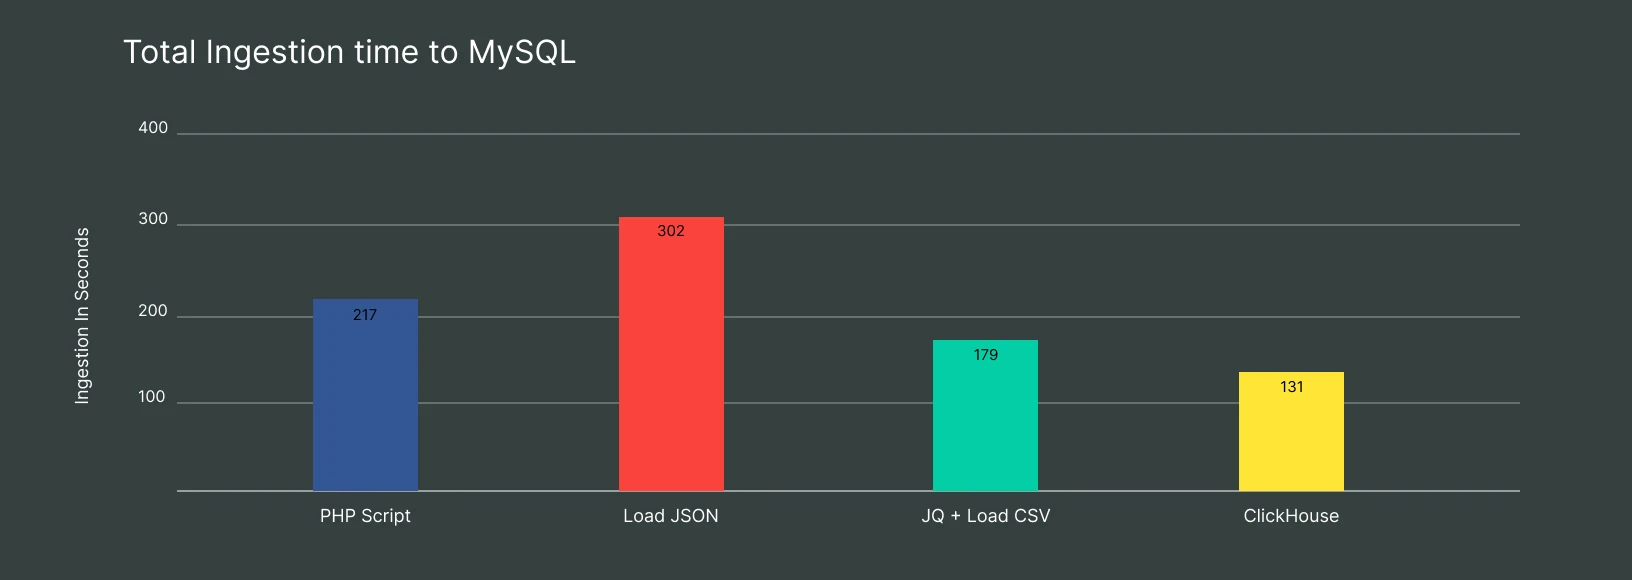 Total Ingestion time to MySQL
400
300
200
100
Ingestion In Seconds
217
302
179
131
PHP Script
Load JSON
JQ + Load CSV
ClickHouse